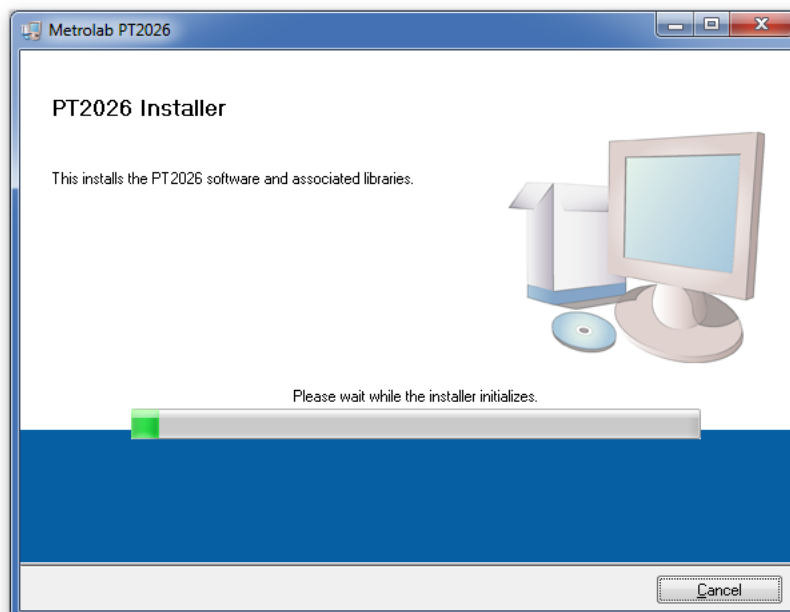 Metrolab PT2026
PT2026 Installer
This installs the PT2026 software and associated libraries.
Please wait while the installer initializes.
Cancel